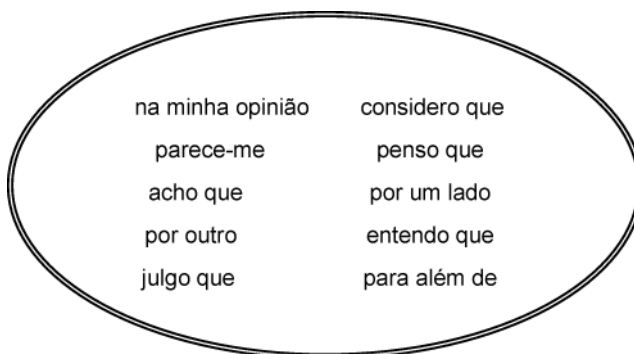 na minha opinião considero que
parece-me penso que
acho que por um lado
por outro entendo que
julgo que para além de